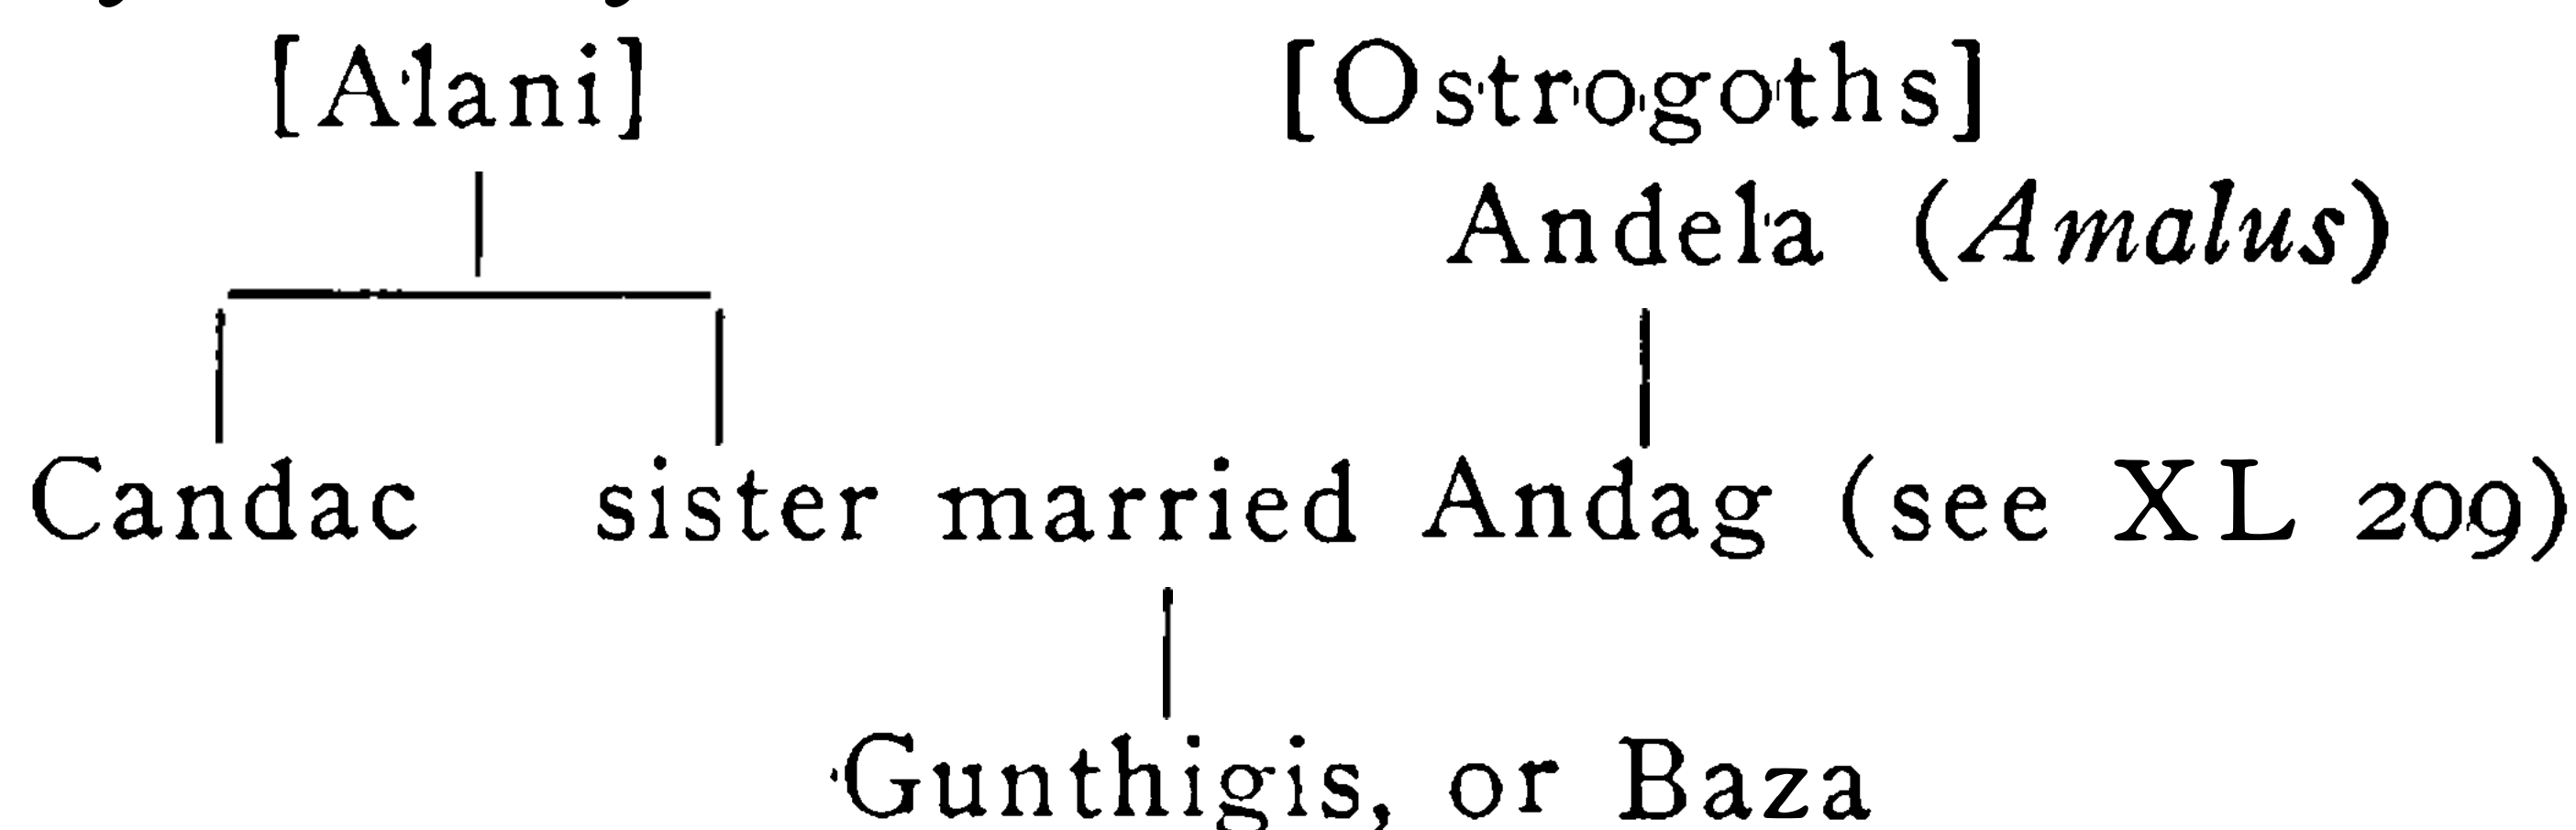 [Alani] [Ostrogoths]
Andela (Amalus)
Candac sister married Andag (see XL 209)
Gunthigis, or Baza